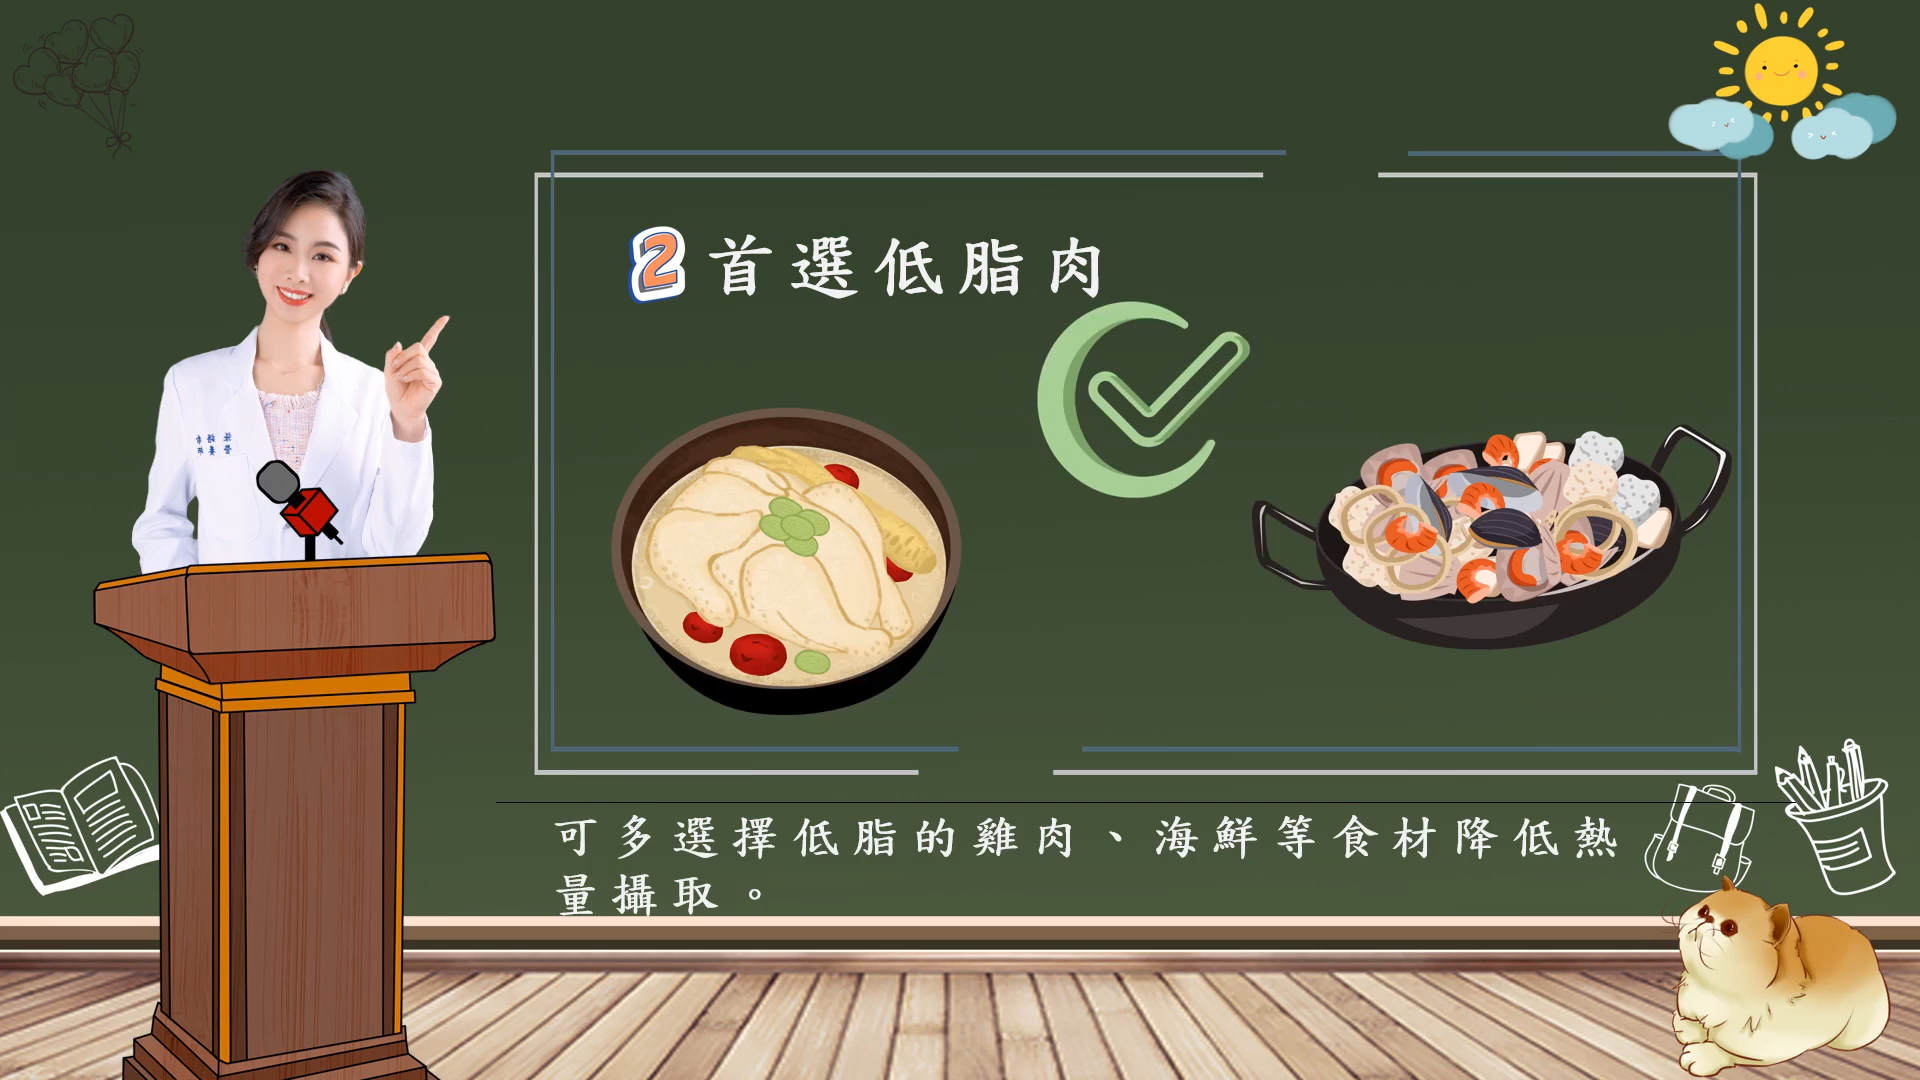 2 首選低脂肉
可多選擇低脂的雞肉、海鮮等食材降低熱
量攝取。